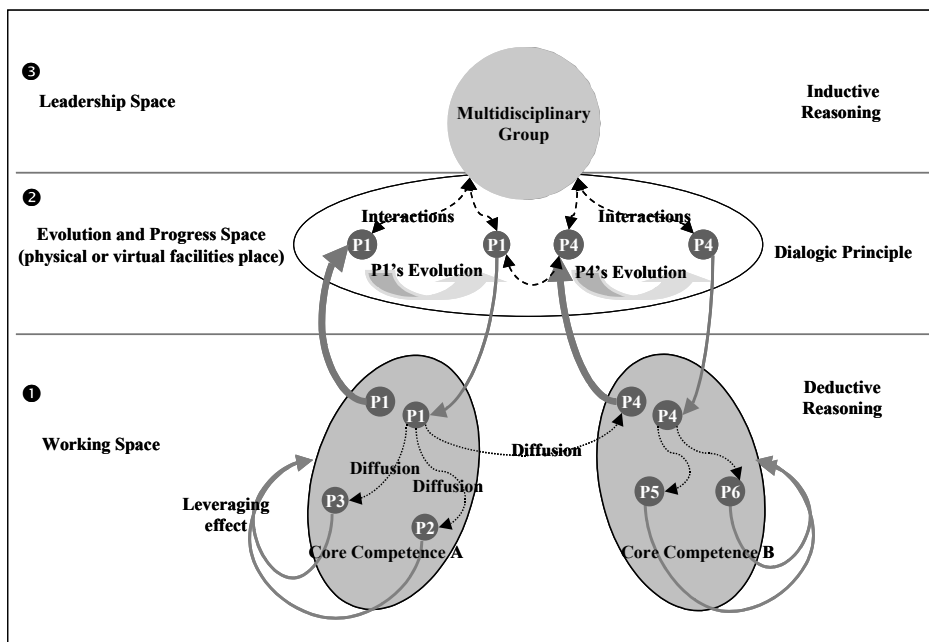 ❸
Leadership Space
Multidisciplinary
Group
Inductive
Reasoning
❷
Evolution and Progress Space
(physical or virtual facilities place)
Interactions
Interactions
P1
P1
P4
P4
P1's Evolution
P4's Evolution
Dialogic Principle
❶
Working Space
Deductive
Reasoning
P1
P1
P4
P4
Diffusion
Diffusion
Diffusion
Leveraging
effect
P3
P2
P5
P6
Core Competence A
Core Competence B